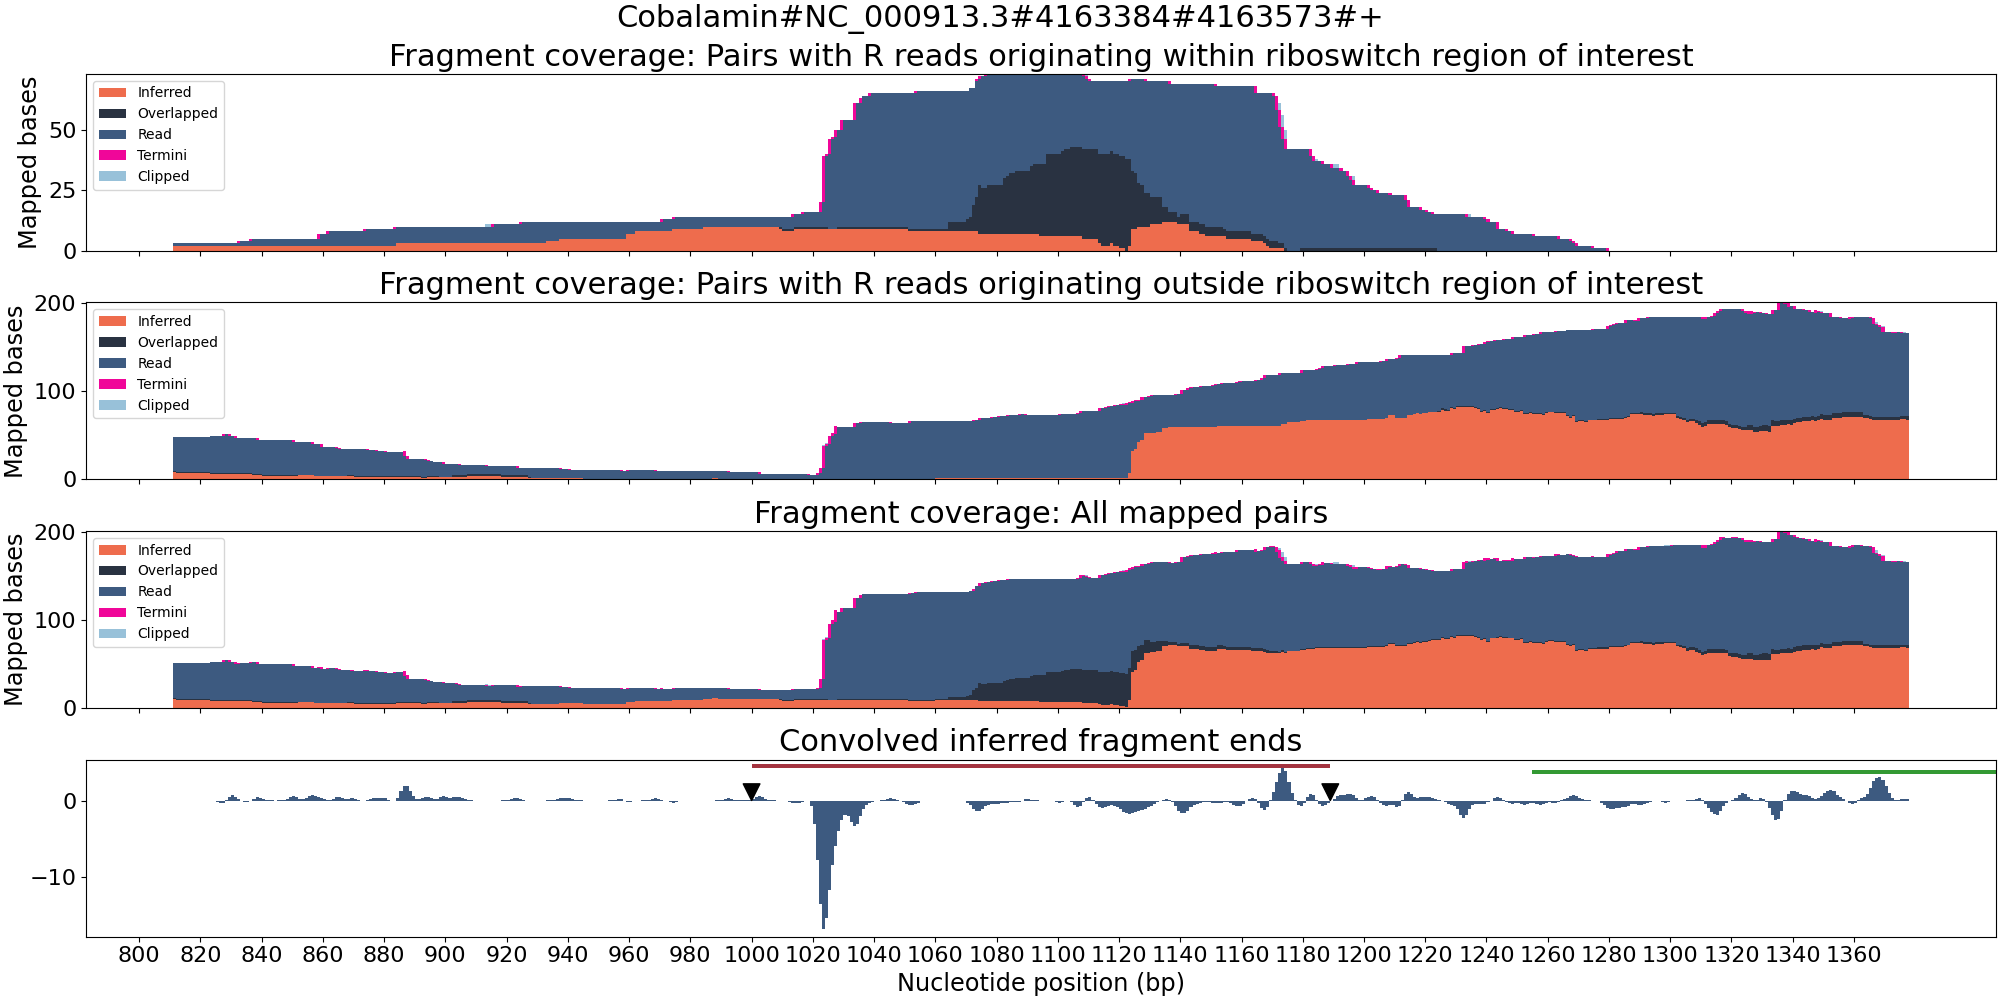 Cobalamin#NC_000913.3#4163384#4163573#+
Fragment coverage: Pairs with R reads originating within riboswitch region of interest
Mapped bases
50
25
0
Inferred
Overlapped
Read
Termini
Clipped
Fragment coverage: Pairs with R reads originating outside riboswitch region of interest
Mapped bases
200
100
0
Inferred
Overlapped
Read
Termini
Clipped
Fragment coverage: All mapped pairs
Mapped bases
200
100
0
Inferred
Overlapped
Read
Termini
Clipped
Convolved inferred fragment ends
0
−10
800 820 840 860 880 900 920 940 960 980 1000 1020 1040 1060 1080 1100 1120 1140 1160 1180 1200 1220 1240 1260 1280 1300 1320 1340 1360
Nucleotide position (bp)